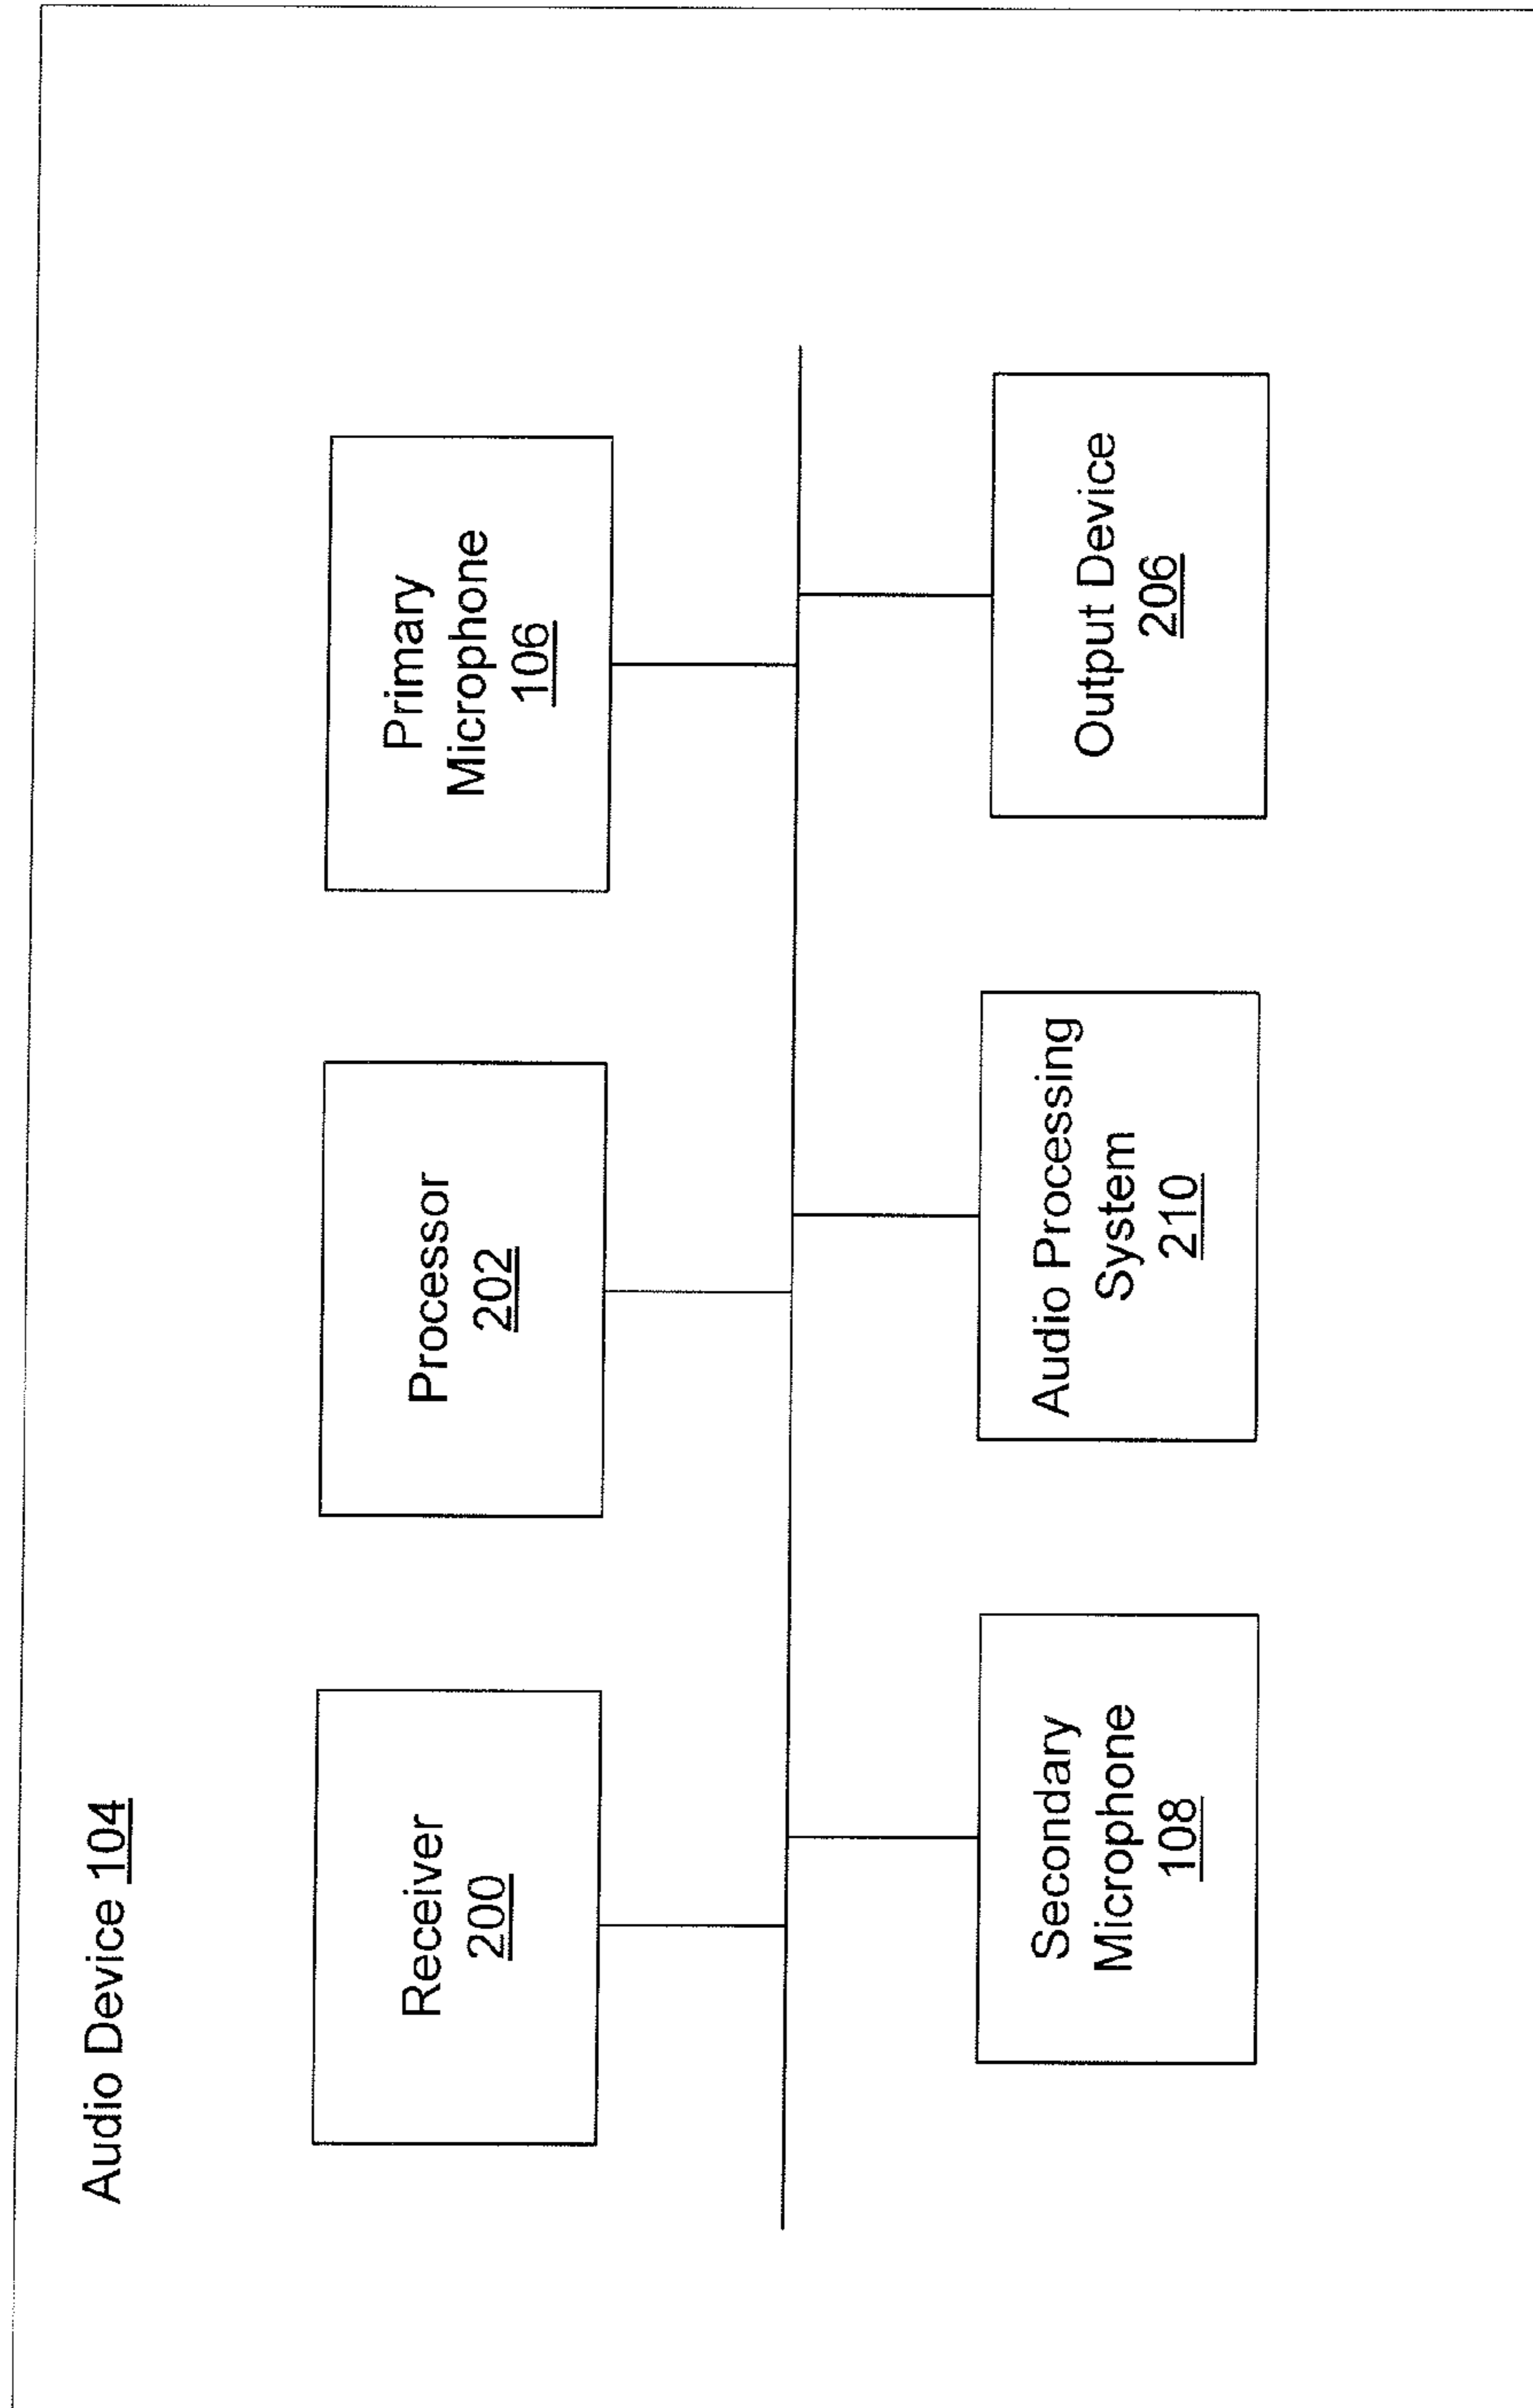 Audio Device 104
Receiver
200
Processor
202
Primary
Microphone
106
Secondary
Microphone
108
Audio Processing
System
210
Output Device
206